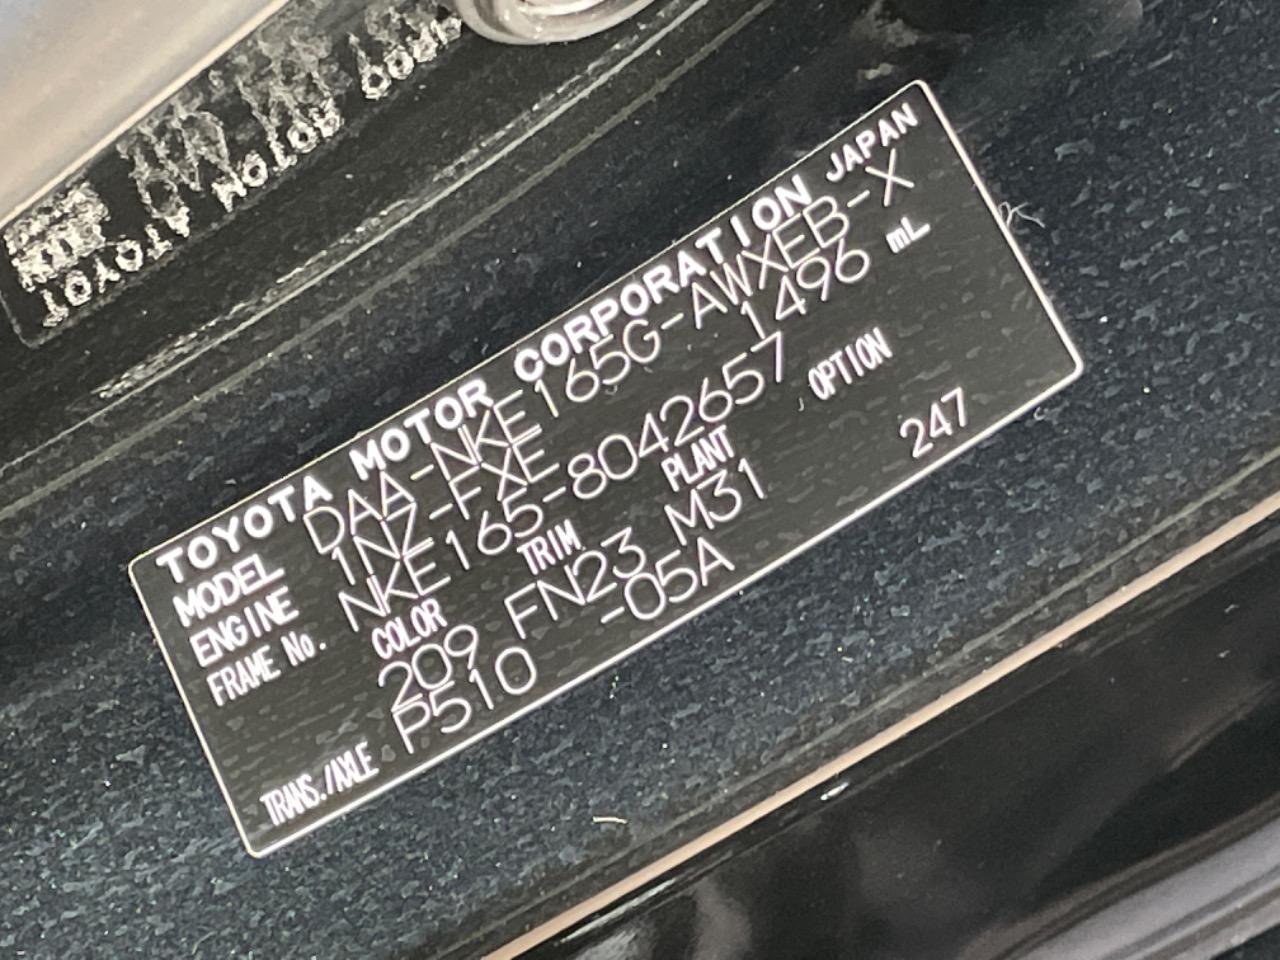 TOYOTA MOTOR CORPORATION JAPAN
MODEL DAA-NKE165G-AWXEB-X
ENGINE 1NZ-FXE 1496 mL
FRAME No. NKE165-8042657
COLOR TRIM PLANT OPTION
209 FN23 M31 247
TRANS./AXLE P510 -05A